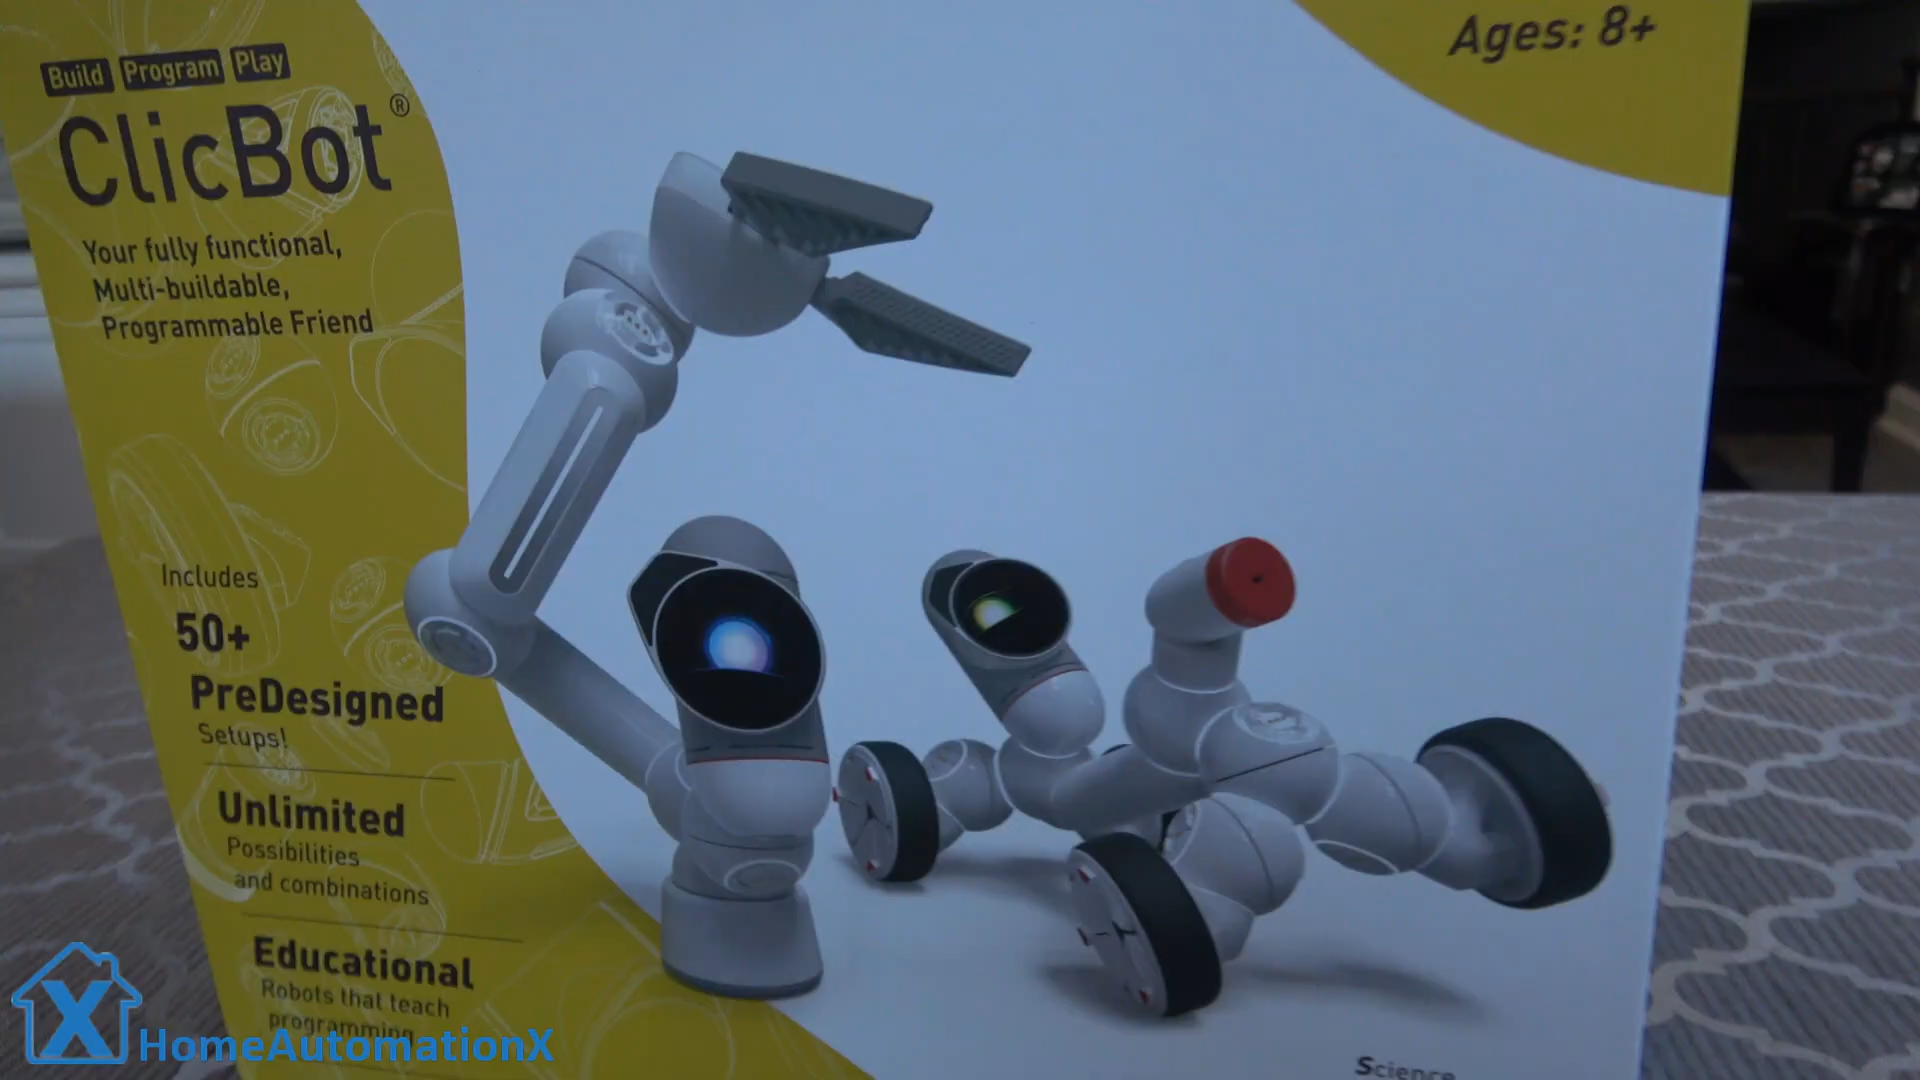 Build Program Play
ClicBot®
Your fully functional,
Multi-buildable,
Programmable Friend
Includes
50+
PreDesigned
Setups!
Unlimited
Possibilities
and combinations
Educational
Robots that teach
programming
Ages: 8+
Science
X HomeAutomationX